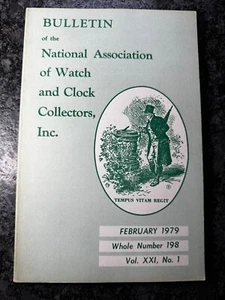 BULLETIN
of the
National Association
of Watch
and Clock
Collectors,
Inc.
TEMPUS VITAM REGIT
FEBRUARY 1979
Whole Number 198
Vol. XXI, No. 1